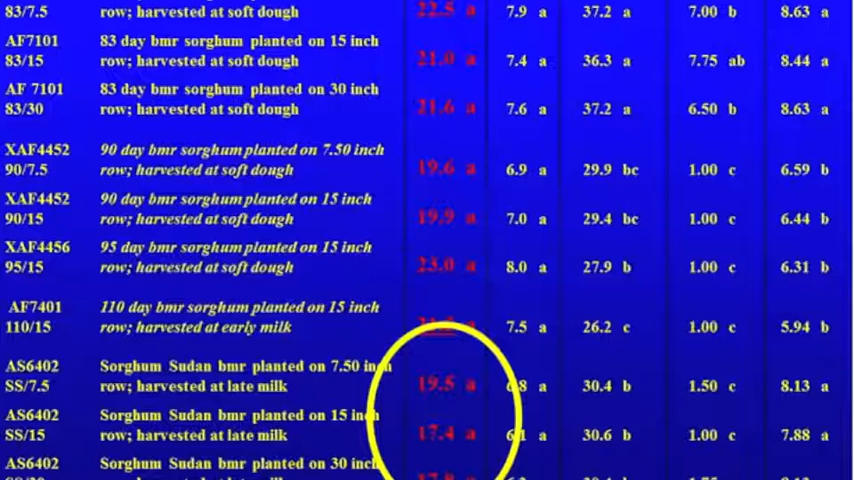 83/7.5 row; harvested at soft dough 22.5 a 7.9 a 37.2 a 7.00 b 8.63 a
AF7101 83 day bmr sorghum planted on 15 inch
83/15 row; harvested at soft dough 21.0 a 7.4 a 36.3 a 7.75 ab 8.44 a
AF 7101 83 day bmr sorghum planted on 30 inch
83/30 row; harvested at soft dough 21.6 a 7.6 a 37.2 a 6.50 b 8.63 a
XAF4452 90 day bmr sorghum planted on 7.50 inch
90/7.5 row; harvested at soft dough 19.6 a 6.9 a 29.9 bc 1.00 c 6.59 b
XAF4452 90 day bmr sorghum planted on 15 inch
90/15 row; harvested at soft dough 19.9 a 7.0 a 29.4 bc 1.00 c 6.44 b
XAF4456 95 day bmr sorghum planted on 15 inch
95/15 row; harvested at soft dough 23.0 a 8.0 a 27.9 b 1.00 c 6.31 b
AF7401 110 day bmr sorghum planted on 15 inch
110/15 row; harvested at early milk a 7.5 a 26.2 c 1.00 c 5.94 b
AS6402 Sorghum Sudan bmr planted on 7.50 inch
SS/7.5 row; harvested at late milk 19.5 a 6.8 a 30.4 b 1.50 c 8.13 a
AS6402 Sorghum Sudan bmr planted on 15 inch
SS/15 row; harvested at late milk 17.4 a 6.1 a 30.6 b 1.00 c 7.88 a
AS6402 Sorghum Sudan bmr planted on 30 inch